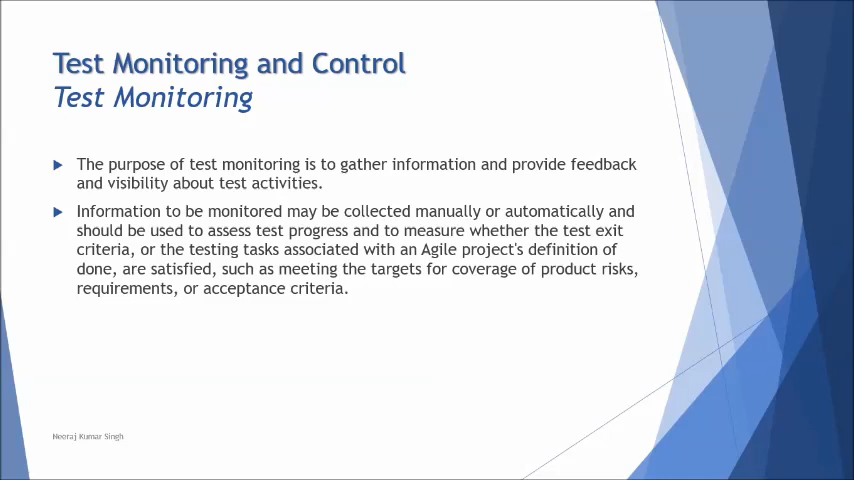 Test Monitoring and Control
Test Monitoring
The purpose of test monitoring is to gather information and provide feedback
and visibility about test activities.
Information to be monitored may be collected manually or automatically and
should be used to assess test progress and to measure whether the test exit
criteria, or the testing tasks associated with an Agile project's definition of
done, are satisfied, such as meeting the targets for coverage of product risks,
requirements, or acceptance criteria.
Neeraj Kumar Singh